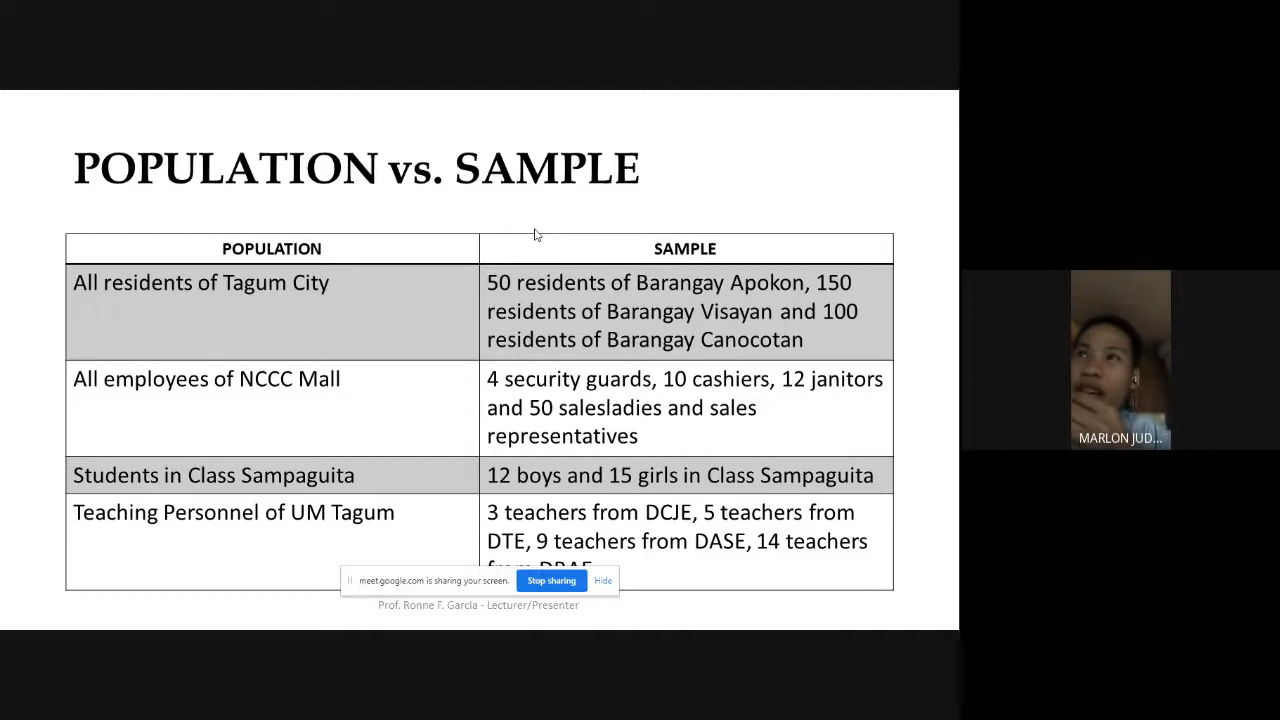 POPULATION vs. SAMPLE
POPULATION
SAMPLE
All residents of Tagum City
50 residents of Barangay Apokon, 150
residents of Barangay Visayan and 100
residents of Barangay Canocotan
All employees of NCCC Mall
4 security guards, 10 cashiers, 12 janitors
and 50 salesladies and sales
representatives
Students in Class Sampaguita
12 boys and 15 girls in Class Sampaguita
Teaching Personnel of UM Tagum
3 teachers from DCJE, 5 teachers from
DTE, 9 teachers from DASE, 14 teachers
meet.google.com is sharing your screen.
Stop sharing
Hide
Prof. Ronne F. Garcia - Lecturer/Presenter
MARLON JUD...